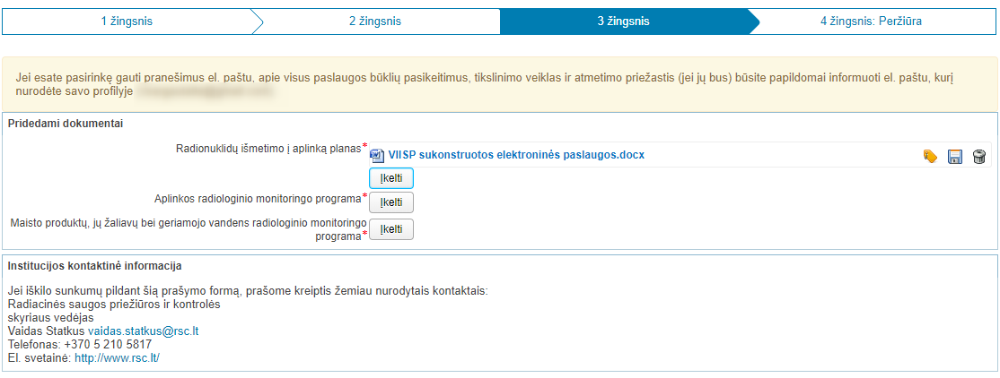 1 žingsnis
2 žingsnis
3 žingsnis
4 žingsnis: Peržiūra
Jei esate pasirinkę gauti pranešimus el. paštu, apie visus paslaugos būklių pasikeitimus, tikslinimo veiklas ir atmetimo priežastis (jei jų bus) būsite papildomai informuoti el. paštu, kurį
nurodėte savo profilyje
Pridedami dokumentai
Radionuklidų išmetimo į aplinką planas*
VIISP sukonstruotos elektroninės paslaugos.docx
Įkelti
Aplinkos radiologinio monitoringo programa*
Įkelti
Maisto produktų, jų žaliavų bei geriamojo vandens radiologinio monitoringo
programa*
Įkelti
Institucijos kontaktinė informacija
Jei iškilo sunkumų pildant šią prašymo formą, prašome kreiptis žemiau nurodytais kontaktais:
Radiacinės saugos priežiūros ir kontrolės
skyriaus vedėjas
Vaidas Statkus vaidas.statkus@rsc.lt
Telefonas: +370 5 210 5817
El. svetainė: http://www.rsc.lt/